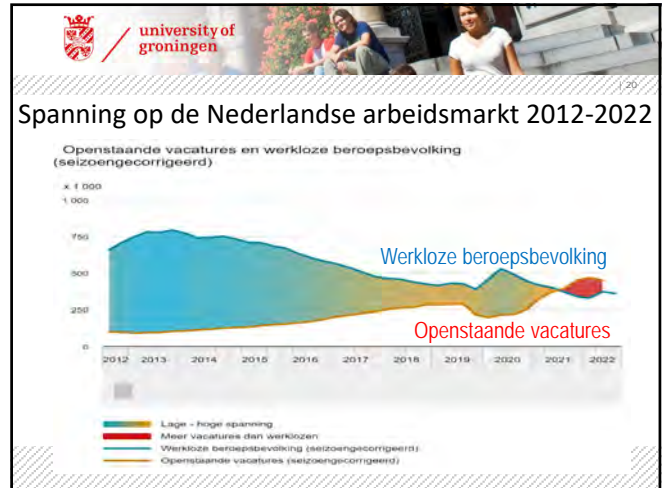 university of
groningen
| 20
Spanning op de Nederlandse arbeidsmarkt 2012-2022
Openstaande vacatures en werkloze beroepsbevolking
(seizoengecorrigeerd)
x 1 000
1 000
750
500
250
0
Werkloze beroepsbevolking
Openstaande vacatures
2012 2013 2014 2015 2016 2017 2018 2019 2020 2021 2022
Lage - hoge spanning
Meer vacatures dan werklozen
Werkloze beroepsbevolking (seizoengecorrigeerd)
Openstaande vacatures (seizoengecorrigeerd)